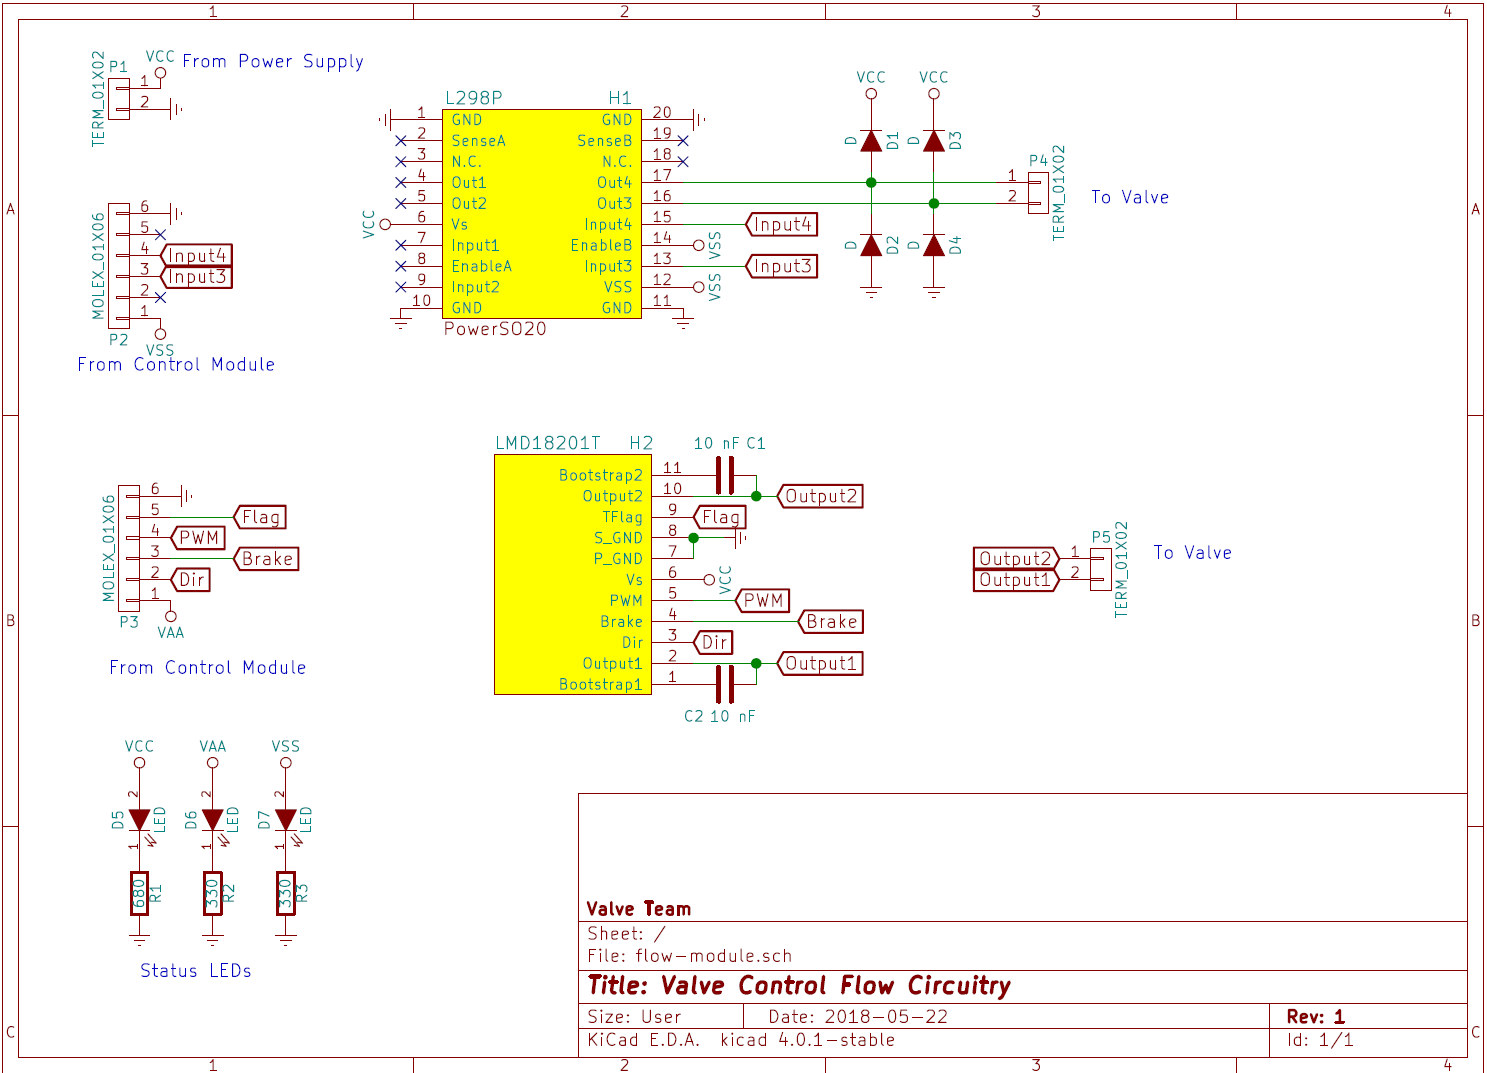 1 2 3 4
A
B
C
A
B
C
P1
VCC
From Power Supply
1
2
TERM_01X02
MOLEX_01X06
6
5
4 Input4
3 Input3
2
1
P2
VSS
From Control Module
L298P H1
1 GND GND 20
2 SenseA SenseB 19
3 N.C. N.C. 18
4 Out1 Out4 17
5 Out2 Out3 16
VCC 6 Vs Input4 15 Input4
7 Input1 EnableB 14 VSS
8 EnableA Input3 13 Input3
9 Input2 VSS 12 VSS
10 GND GND 11
PowerSO20
VCC VCC
D D1 D D3
D D2 D D4
P4
1
2
TERM_01X02
To Valve
MOLEX_01X06
6
5 Flag
4 PWM
3 Brake
2 Dir
1
P3
VAA
From Control Module
LMD18201T H2
10 nF C1
Bootstrap2 11
Output2 10 Output2
TFlag 9 Flag
S_GND 8
P_GND 7
Vs 6 VCC
PWM 5 PWM
Brake 4 Brake
Dir 3 Dir
Output1 2 Output1
Bootstrap1 1
C2 10 nF
P5
Output2 1
Output1 2
TERM_01X02
To Valve
VCC VAA VSS
2 2 2
D5 LED D6 LED D7 LED
1 1 1
680 R1 330 R2 330 R3
Status LEDs
Valve Team
Sheet: /
File: flow-module.sch
Title: Valve Control Flow Circuitry
Size: User Date: 2018-05-22 Rev: 1
KiCad E.D.A. kicad 4.0.1-stable Id: 1/1
1 2 3 4